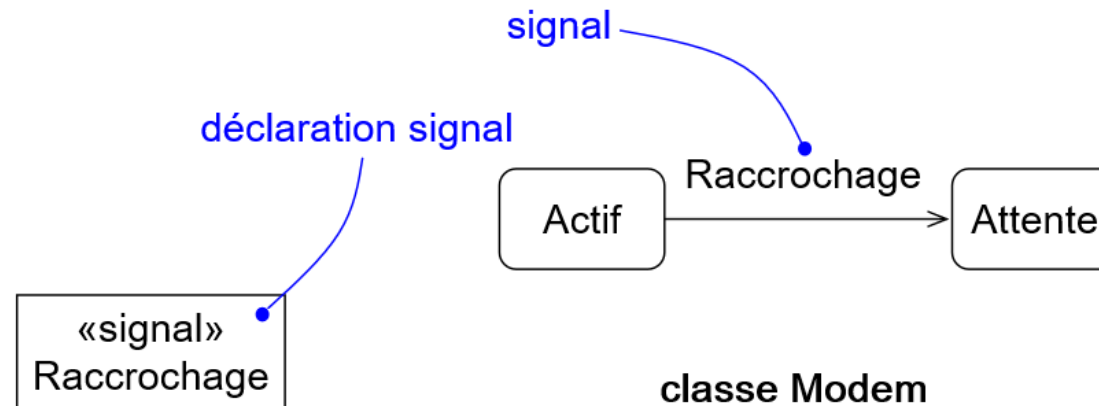 signal
déclaration signal
Raccrochage
Actif
Attente
«signal»
Raccrochage
classe Modem